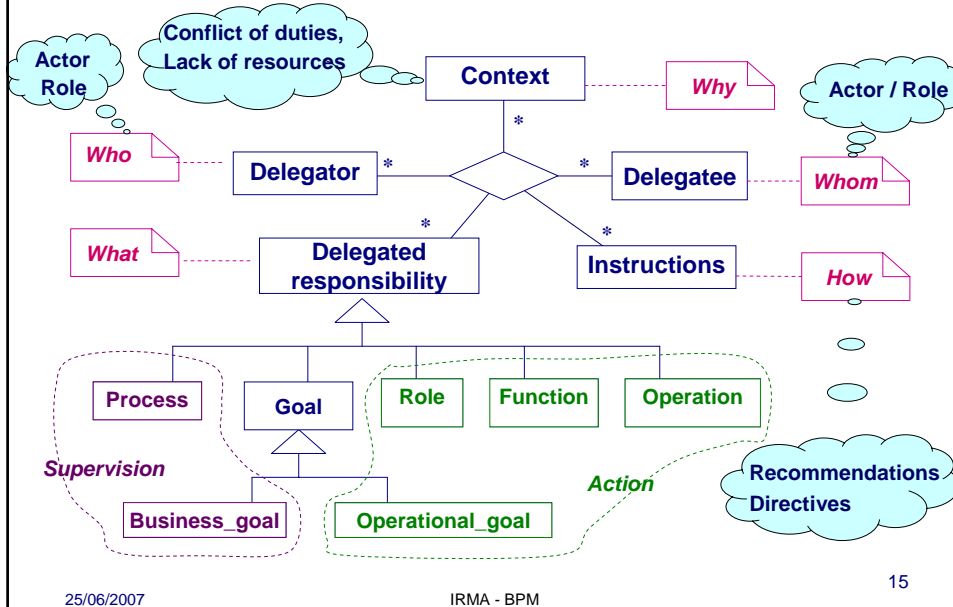 Conflict of duties,
Lack of resources
Actor
Role
Context
Why
Actor / Role
*
Who
Delegator
*
*
Delegatee
Whom
What
*
Delegated
responsibility
*
Instructions
How
Process
Goal
Role
Function
Operation
Supervision
Action
Business_goal
Operational_goal
Recommendations
Directives
25/06/2007
IRMA - BPM
15